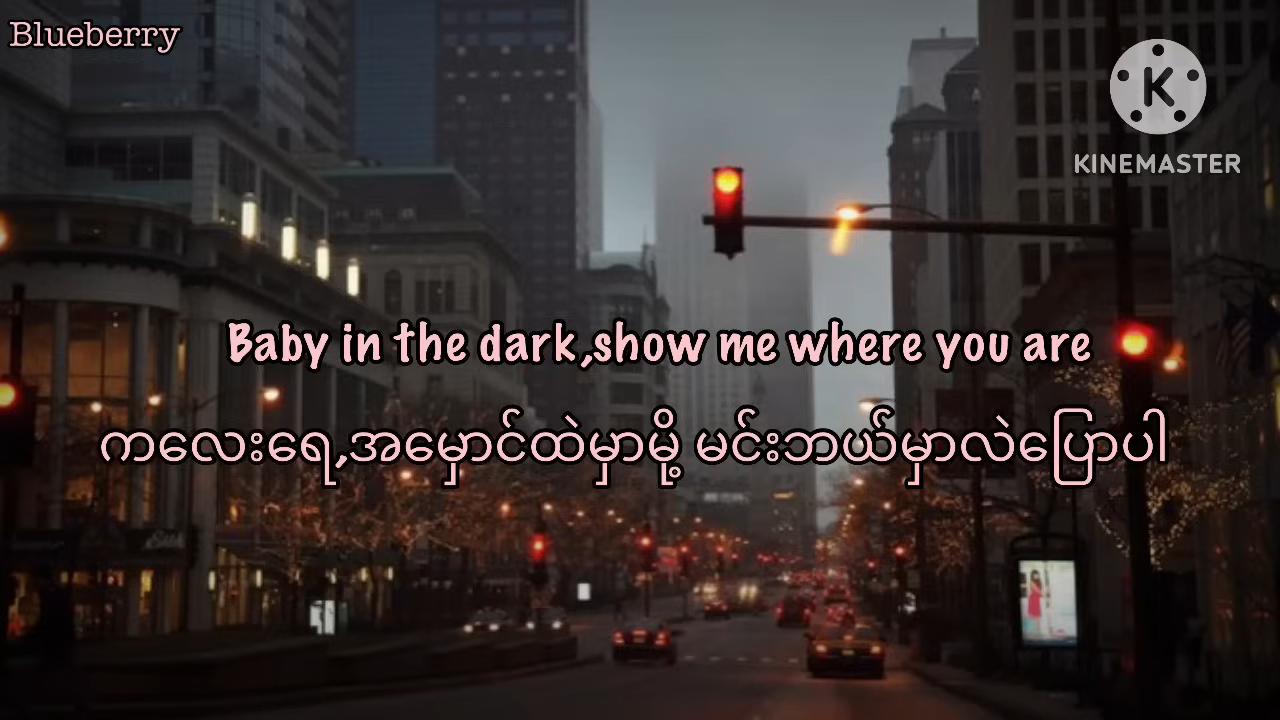 Blueberry
K
KINEMASTER
Baby in the dark,show me where you are
ကလေးရေ,အမှောင်ထဲမှာမို့ မင်းဘယ်မှာလဲပြောပါ